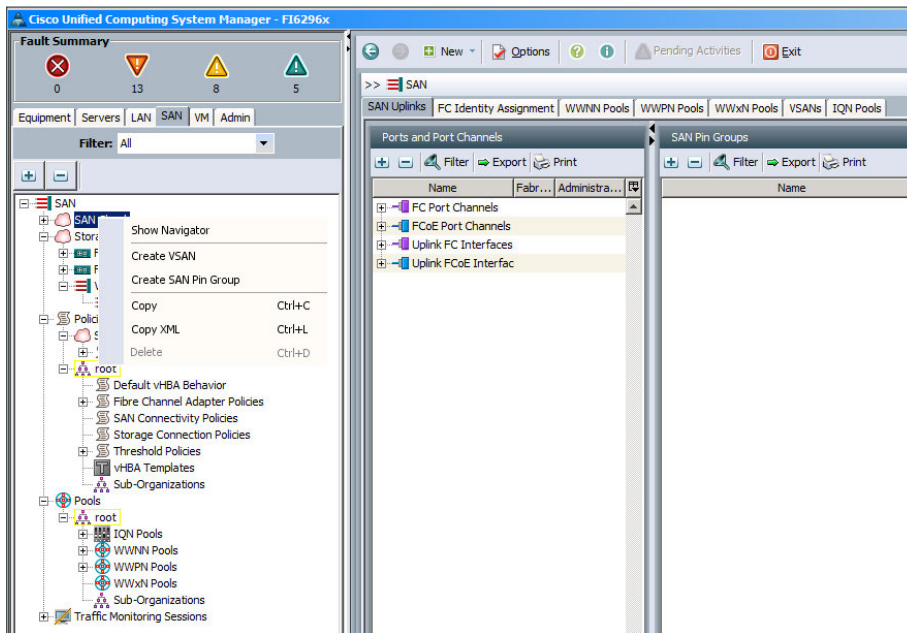 Cisco Unified Computing System Manager - FI6296x
Fault Summary
0 13 8 5
New Options Pending Activities Exit
>> SAN
Equipment Servers LAN SAN VM Admin
Filter: All
SAN Uplinks FC Identity Assignment WWNN Pools WWPN Pools WWxN Pools VSANs IQN Pools
Ports and Port Channels
Filter Export Print
Name Fabr... Administra...
FC Port Channels
FCoE Port Channels
Uplink FC Interfaces
Uplink FCoE Interfac
SAN Pin Groups
Filter Export Print
Name
SAN
SAN
Stora
F
F
V
Polici
S
root
Default vHBA Behavior
Fibre Channel Adapter Policies
SAN Connectivity Policies
Storage Connection Policies
Threshold Policies
vHBA Templates
Sub-Organizations
Pools
root
IQN Pools
WWNN Pools
WWPN Pools
WWxN Pools
Sub-Organizations
Traffic Monitoring Sessions
Show Navigator
Create VSAN
Create SAN Pin Group
Copy Ctrl+C
Copy XML Ctrl+L
Delete Ctrl+D